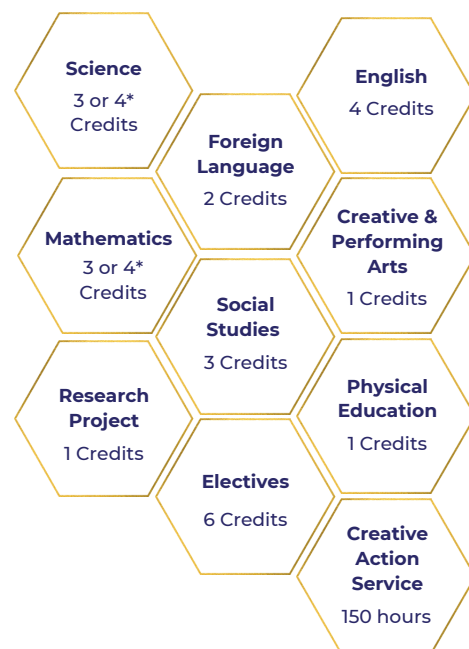 Science
3 or 4*
Credits
English
4 Credits
Foreign
Language
2 Credits
Mathematics
3 or 4*
Credits
Creative &
Performing
Arts
1 Credits
Social
Studies
3 Credits
Research
Project
1 Credits
Physical
Education
1 Credits
Electives
6 Credits
Creative
Action
Service
150 hours